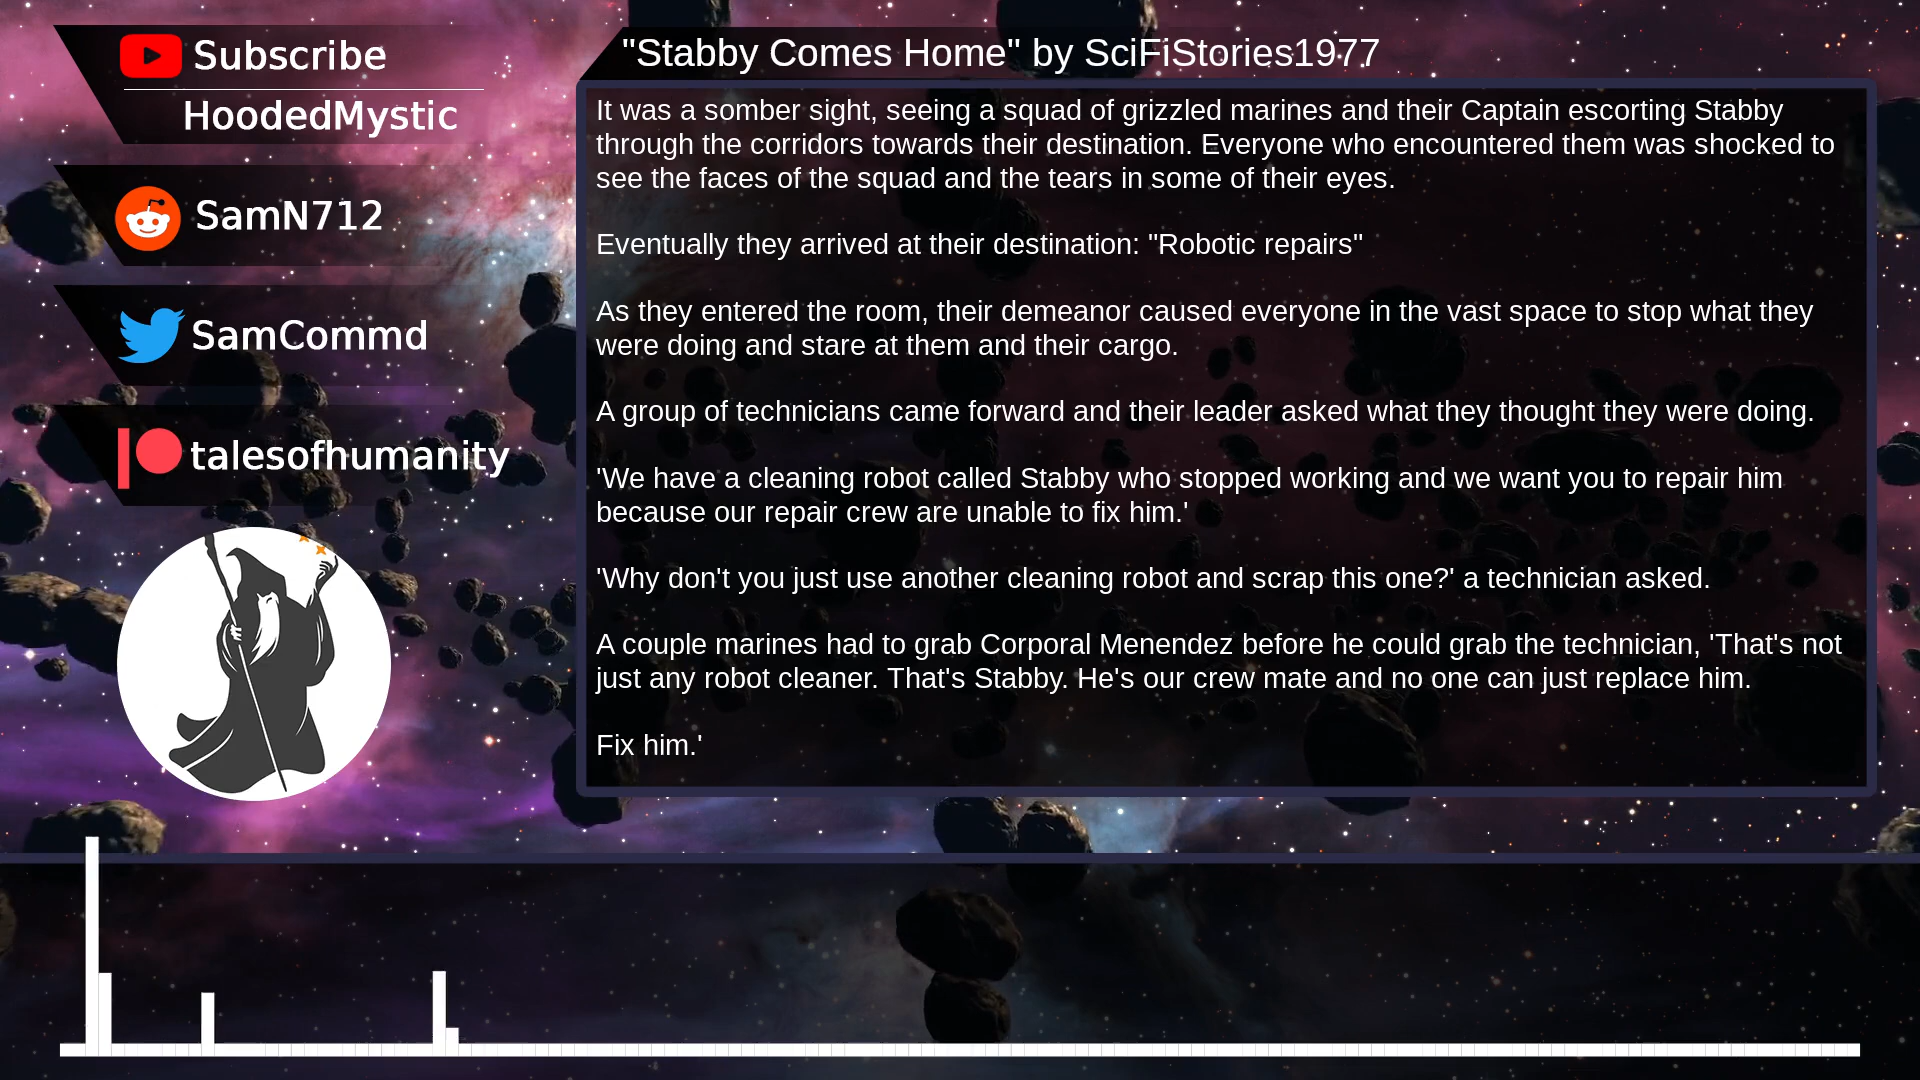 Subscribe
HoodedMystic
SamN712
SamCommd
talesofhumanity
"Stabby Comes Home" by SciFiStories1977
It was a somber sight, seeing a squad of grizzled marines and their Captain escorting Stabby
through the corridors towards their destination. Everyone who encountered them was shocked to
see the faces of the squad and the tears in some of their eyes.
Eventually they arrived at their destination: "Robotic repairs"
As they entered the room, their demeanor caused everyone in the vast space to stop what they
were doing and stare at them and their cargo.
A group of technicians came forward and their leader asked what they thought they were doing.
'We have a cleaning robot called Stabby who stopped working and we want you to repair him
because our repair crew are unable to fix him.'
'Why don't you just use another cleaning robot and scrap this one?' a technician asked.
A couple marines had to grab Corporal Menendez before he could grab the technician, 'That's not
just any robot cleaner. That's Stabby. He's our crew mate and no one can just replace him.
Fix him.'